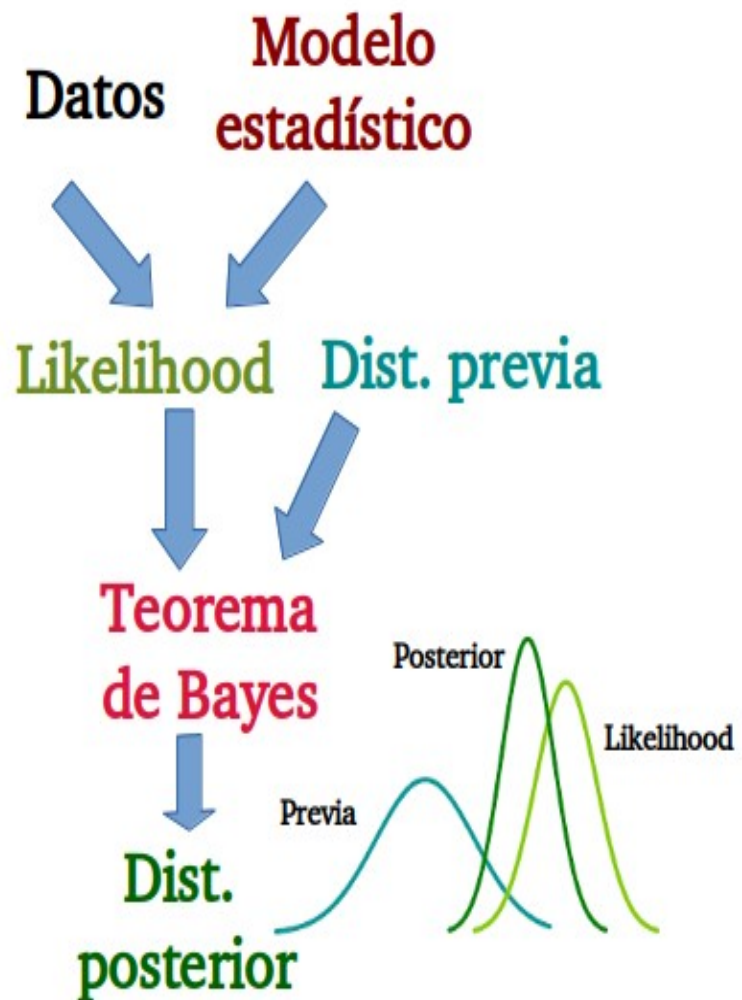 Datos
Modelo
estadístico
Likelihood
Dist. previa
Teorema
de Bayes
Posterior
Likelihood
Previa
Dist.
posterior